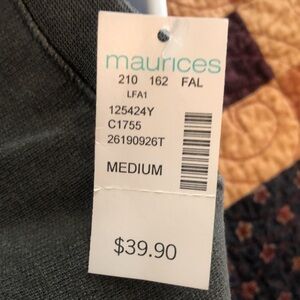 maurices
210 162 FAL
LFA1
125424Y
C1755
26190926T
MEDIUM
$39.90